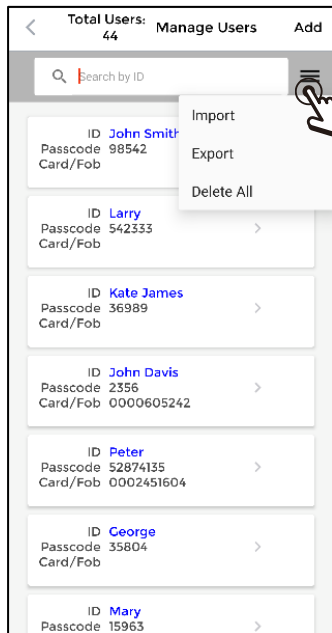 Total Users:
44
Manage Users
Add
Search by ID
Import
Export
Delete All
ID John Smith
Passcode 98542
Card/Fob
ID Larry
Passcode 542333
Card/Fob
ID Kate James
Passcode 36989
Card/Fob
ID John Davis
Passcode 2356
Card/Fob 0000605242
ID Peter
Passcode 52874135
Card/Fob 0002451604
ID George
Passcode 35804
Card/Fob
ID Mary
Passcode 15963